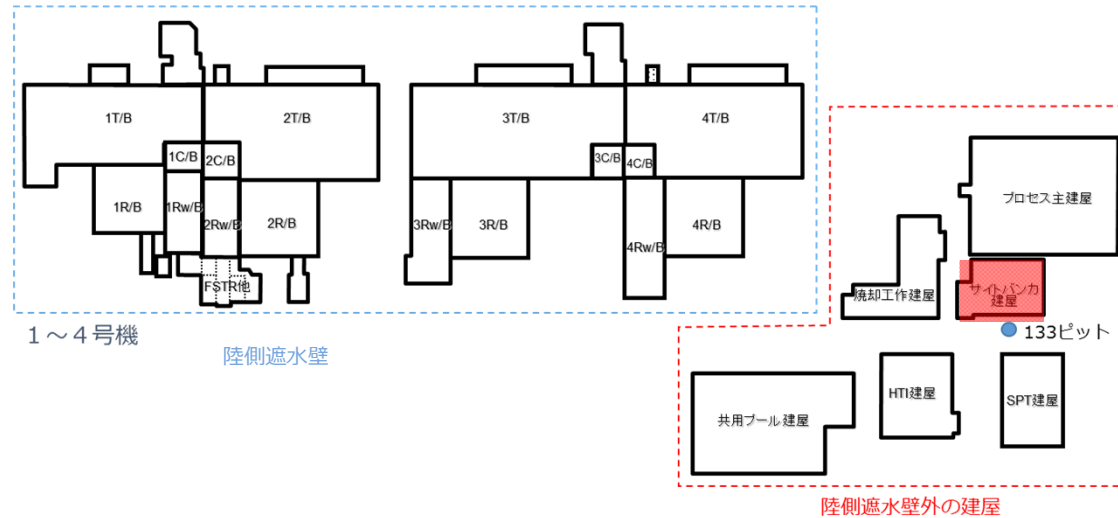 1T/B
2T/B
3T/B
4T/B
1C/B
2C/B
3C/B
4C/B
1R/B
1Rw/B
2Rw/B
2R/B
3Rw/B
3R/B
4Rw/B
4R/B
FSTR他
1～4号機
陸側遮水壁
プロセス主建屋
焼却工作建屋
サイトバンカ
建屋
133ピット
共用プール建屋
HTI建屋
SPT建屋
陸側遮水壁外の建屋